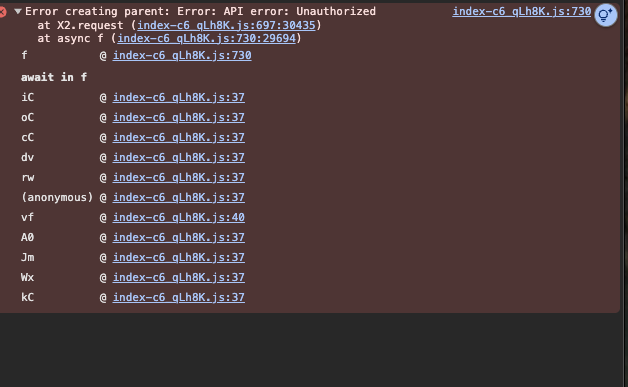 Error creating parent: Error: API error: Unauthorized index-c6_qLh8K.js:730
at X2.request (index-c6_qLh8K.js:697:30435)
at async f (index-c6_qLh8K.js:730:29694)
f @ index-c6_qLh8K.js:730
await in f
iC @ index-c6_qLh8K.js:37
oC @ index-c6_qLh8K.js:37
cC @ index-c6_qLh8K.js:37
dv @ index-c6_qLh8K.js:37
rw @ index-c6_qLh8K.js:37
(anonymous) @ index-c6_qLh8K.js:37
vf @ index-c6_qLh8K.js:40
A0 @ index-c6_qLh8K.js:37
Jm @ index-c6_qLh8K.js:37
Wx @ index-c6_qLh8K.js:37
kC @ index-c6_qLh8K.js:37